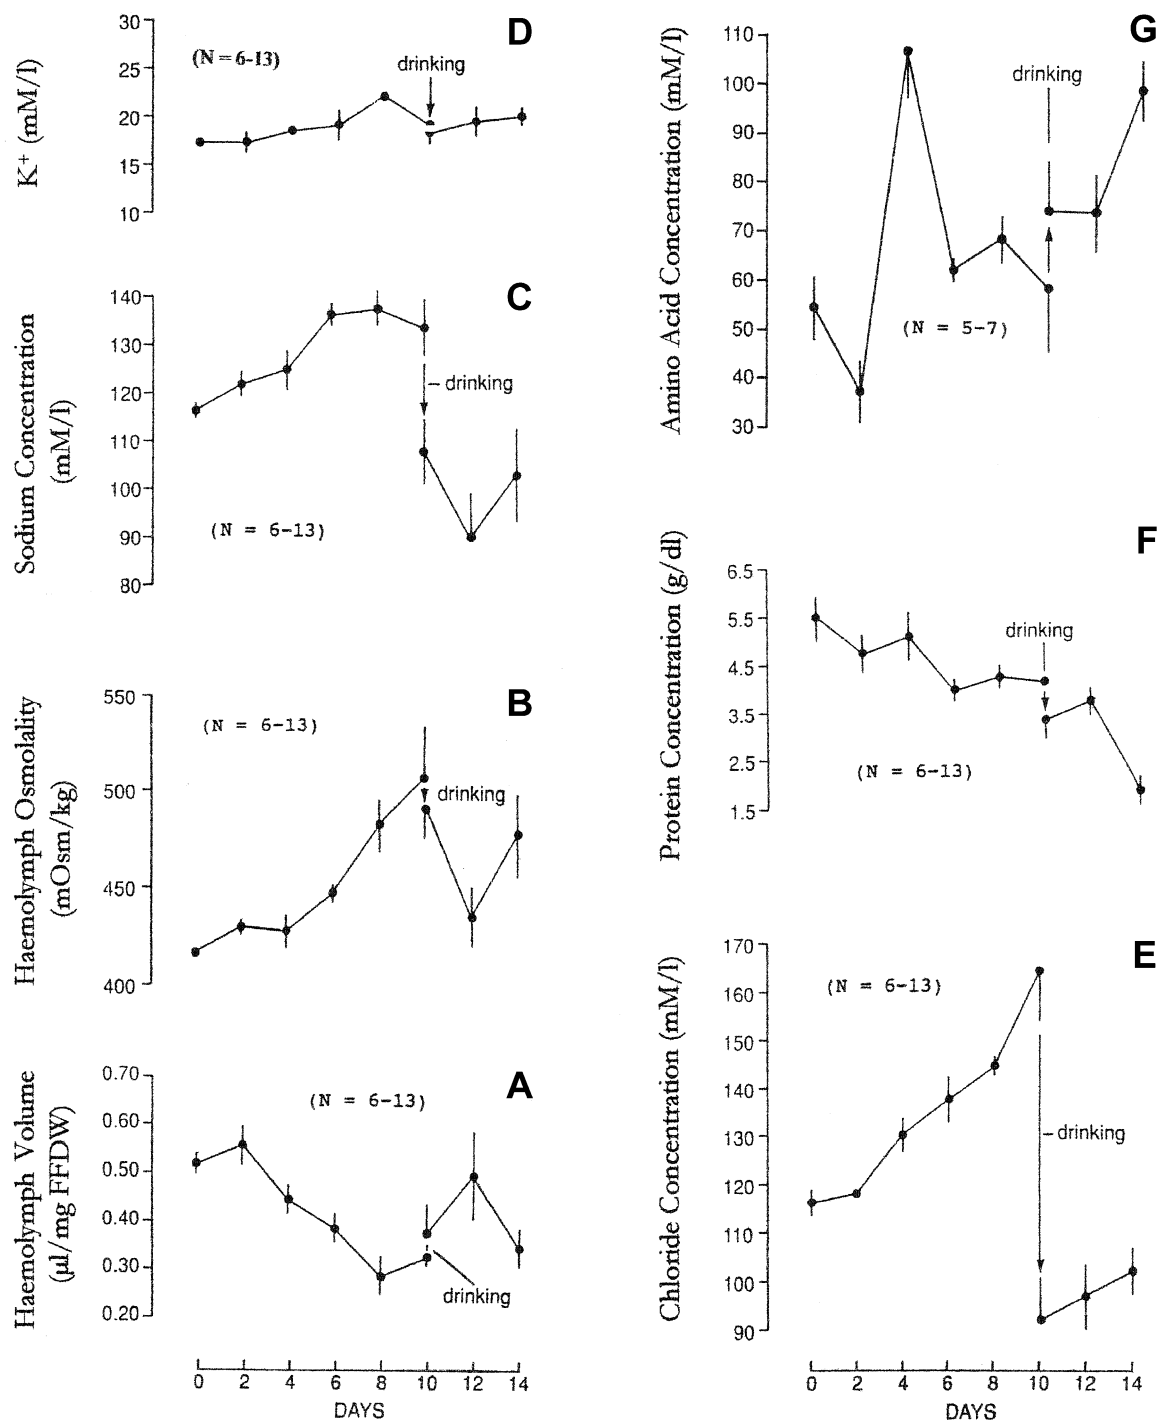 D
K⁺ (mM/l)
30
25
20
15
10
(N=6-13)
drinking
C
Sodium Concentration
(mM/l)
140
130
120
110
100
90
80
drinking
(N = 6-13)
B
Haemolymph Osmolality
(mOsm/kg)
550
500
450
400
(N = 6-13)
drinking
A
Haemolymph Volume
(µl/mg FFDW)
0.70
0.60
0.50
0.40
0.30
0.20
(N = 6-13)
drinking
0 2 4 6 8 10 12 14
DAYS
G
Amino Acid Concentration (mM/l)
110
100
90
80
70
60
50
40
30
drinking
(N = 5-7)
F
Protein Concentration (g/dl)
6.5
5.5
4.5
3.5
2.5
1.5
drinking
(N = 6-13)
E
Chloride Concentration (mM/l)
170
160
150
140
130
120
110
100
90
(N = 6-13)
drinking
0 2 4 6 8 10 12 14
DAYS